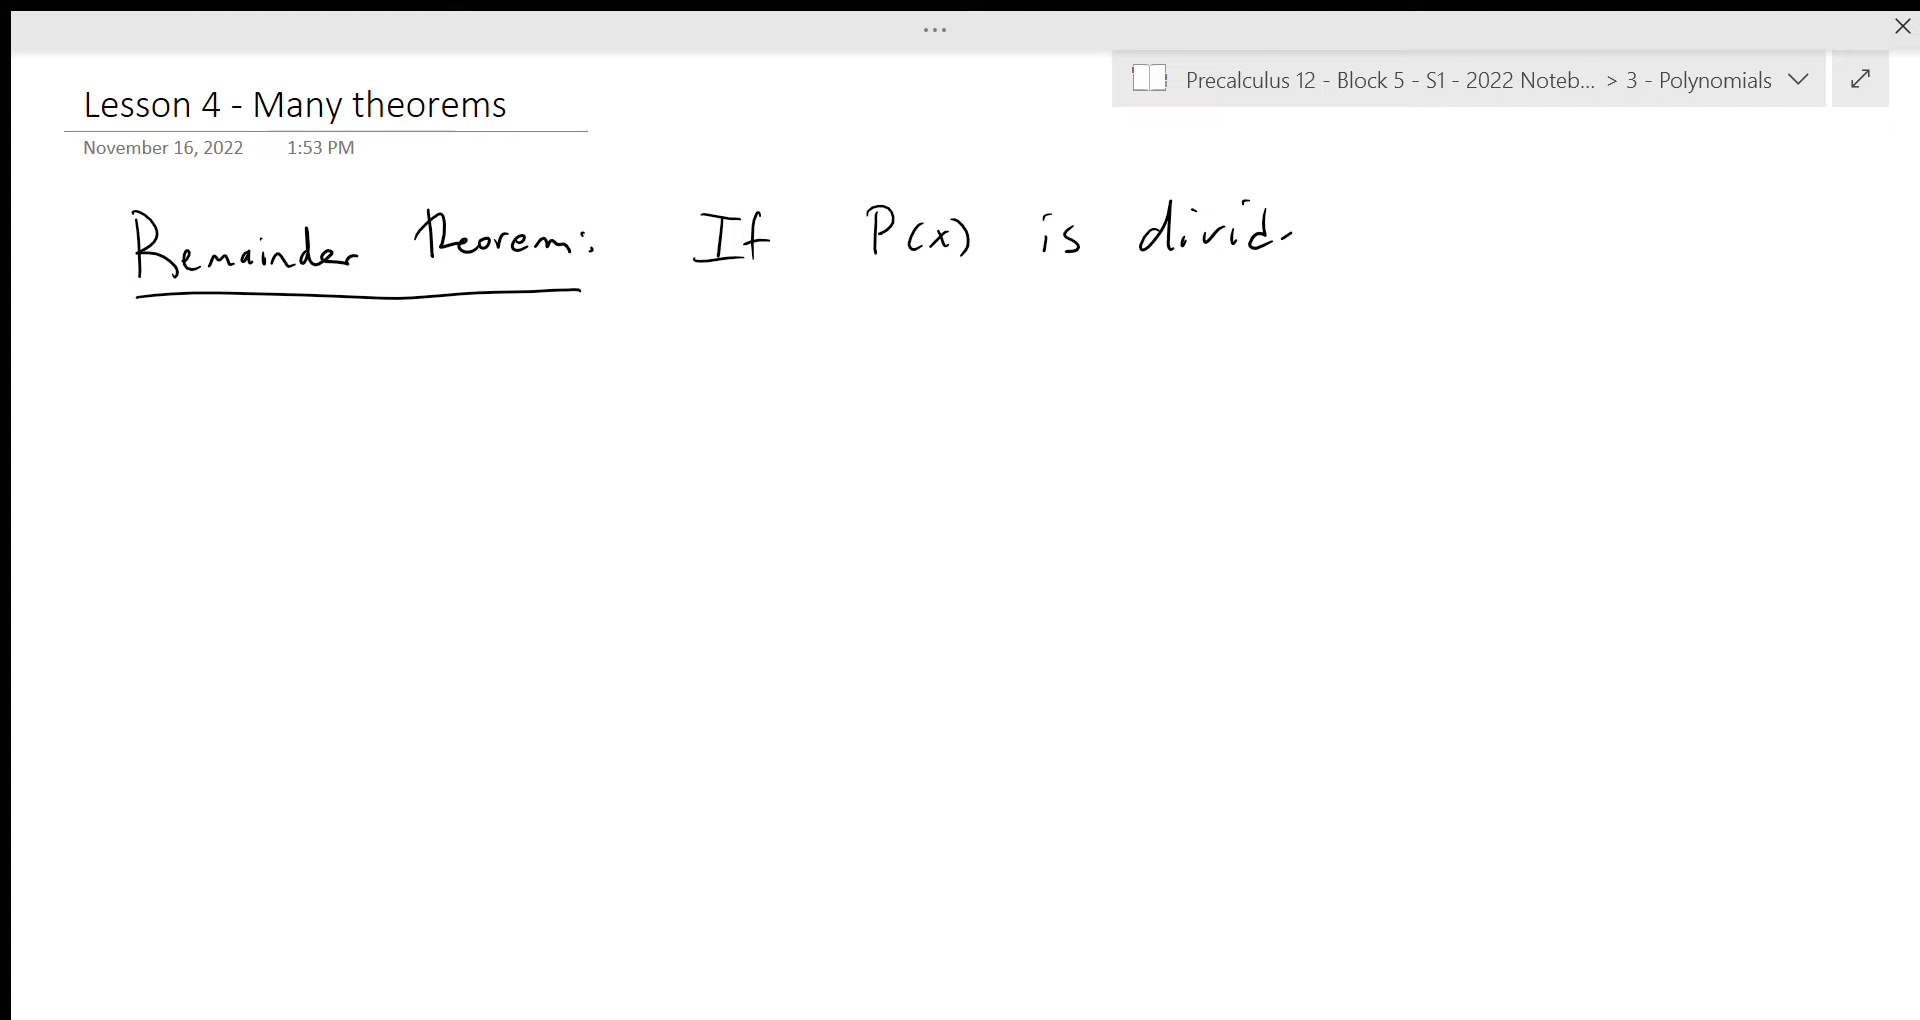 Precalculus 12 - Block 5 - S1 - 2022 Noteb... > 3 - Polynomials
Lesson 4 - Many theorems
November 16, 2022 1:53 PM
Remainder theorem: If P(x) is divid